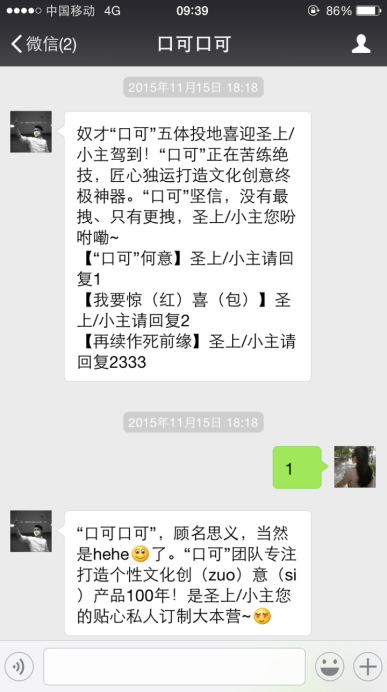 中国移动 4G 09:39 86%
微信(2) 口可口可
2015年11月15日 18:18
奴才“口可”五体投地喜迎圣上/
小主驾到！“口可”正在苦练绝
技，匠心独运打造文化创意终
极神器。“口可”坚信，没有最
拽、只有更拽，圣上/小主您吩
咐嘞~
【“口可”何意】圣上/小主请回
复1
【我要惊（红）喜（包）】圣
上/小主请回复2
【再续作死前缘】圣上/小主请
回复2333
2015年11月15日 18:18
1
“口可口可”，顾名思义，当然
是hehe了。“口可”团队专注
打造个性文化创（zuo）意（si
）产品100年！是圣上/小主您
的贴心私人订制大本营~